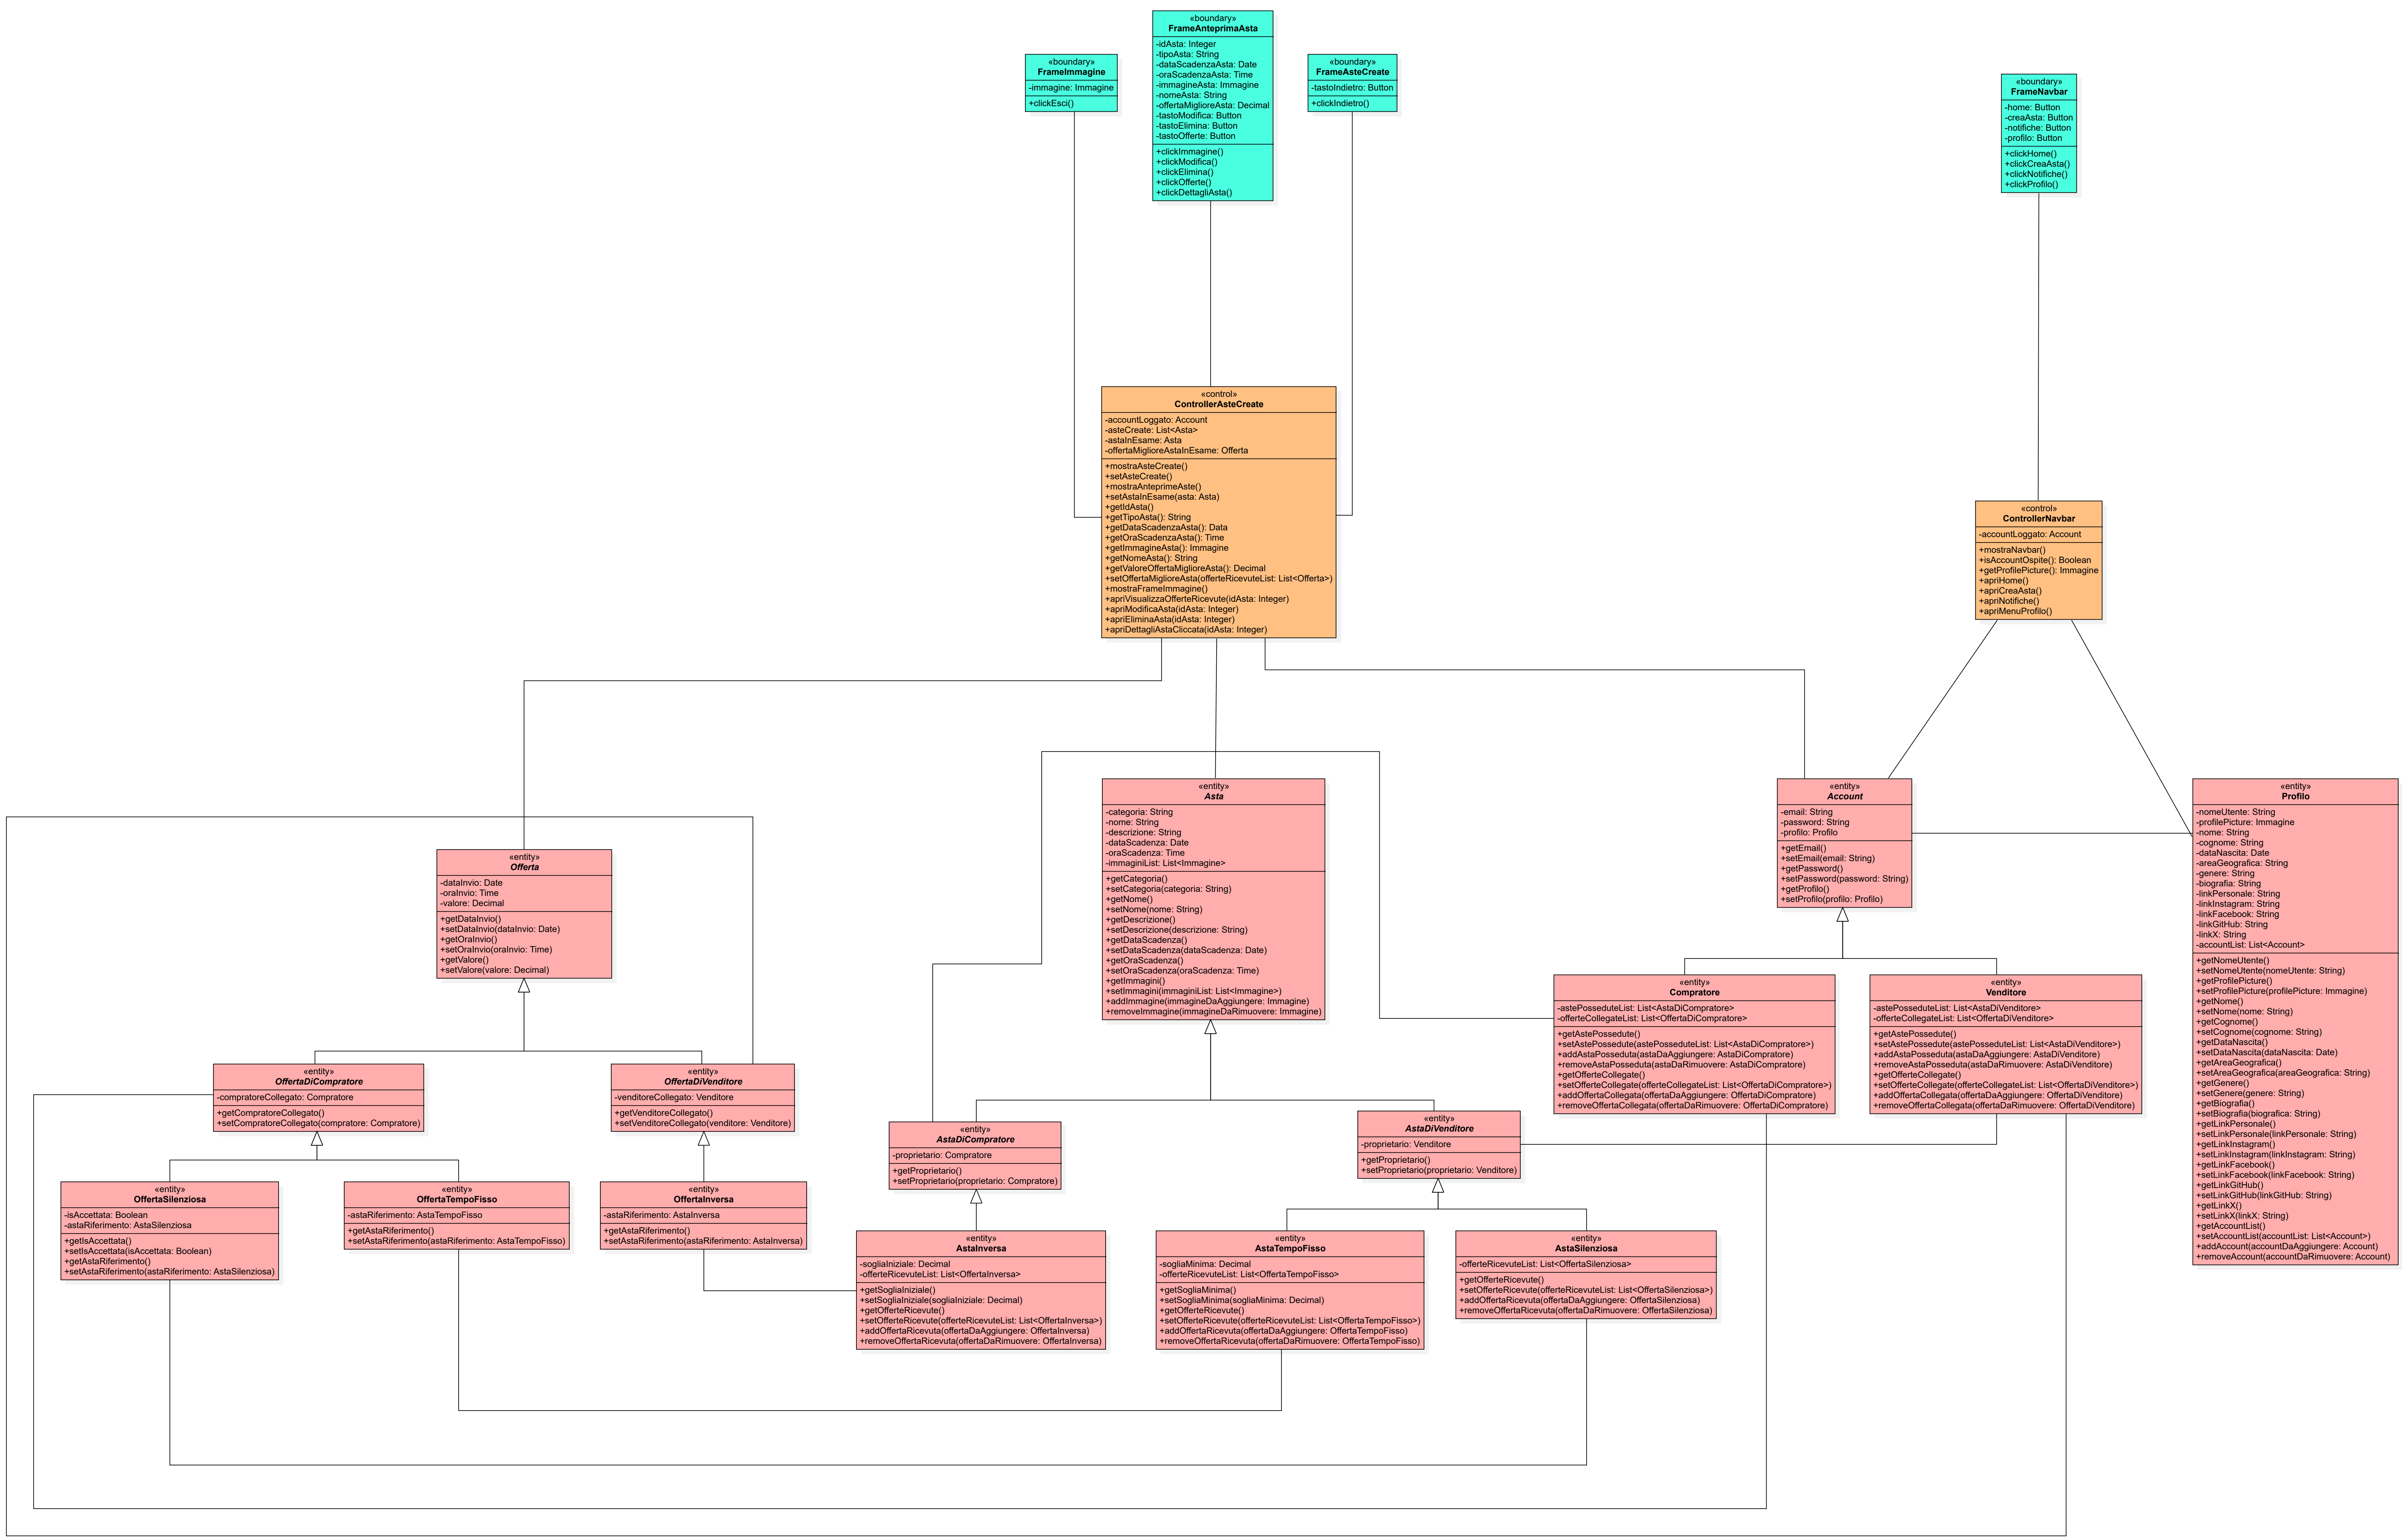 «boundary»
FrameImmagine
-immagine: Immagine
+clickEsci()
«boundary»
FrameAnteprimaAsta
-idAsta: Integer
-tipoAsta: String
-dataScadenzaAsta: Date
-oraScadenzaAsta: Time
-immagineAsta: Immagine
-nomeAsta: String
-offertaMiglioreAsta: Decimal
-tastoModifica: Button
-tastoElimina: Button
-tastoOfferte: Button
+clickImmagine()
+clickModifica()
+clickElimina()
+clickOfferte()
+clickDettagliAsta()
«boundary»
FrameAsteCreate
-tastoIndietro: Button
+clickIndietro()
«boundary»
FrameNavbar
-home: Button
-creaAsta: Button
-notifiche: Button
-profilo: Button
+clickHome()
+clickCreaAsta()
+clickNotifiche()
+clickProfilo()
«control»
ControllerAsteCreate
-accountLoggato: Account
-asteCreate: List<Asta>
-astaInEsame: Asta
-offertaMiglioreAstaInEsame: Offerta
+mostraAsteCreate()
+setAsteCreate()
+mostraAnteprimeAste()
+setAstaInEsame(asta: Asta)
+getIdAsta()
+getTipoAsta(): String
+getDataScadenzaAsta(): Data
+getOraScadenzaAsta(): Time
+getImmagineAsta(): Immagine
+getNomeAsta(): String
+getValoreOffertaMiglioreAsta(): Decimal
+setOffertaMiglioreAsta(offerteRicevuteList: List<Offerta>)
+mostraFrameImmagine()
+apriVisualizzaOfferteRicevute(idAsta: Integer)
+apriModificaAsta(idAsta: Integer)
+apriEliminaAsta(idAsta: Integer)
+apriDettagliAstaCliccata(idAsta: Integer)
«control»
ControllerNavbar
-accountLoggato: Account
+mostraNavbar()
+isAccountOspite(): Boolean
+getProfilePicture(): Immagine
+apriHome()
+apriCreaAsta()
+apriNotifiche()
+apriMenuProfilo()
«entity»
Offerta
-dataInvio: Date
-oraInvio: Time
-valore: Decimal
+getDataInvio()
+setDataInvio(dataInvio: Date)
+getOraInvio()
+setOraInvio(oraInvio: Time)
+getValore()
+setValore(valore: Decimal)
«entity»
Asta
-categoria: String
-nome: String
-descrizione: String
-dataScadenza: Date
-oraScadenza: Time
-immaginiList: List<Immagine>
+getCategoria()
+setCategoria(categoria: String)
+getNome()
+setNome(nome: String)
+getDescrizione()
+setDescrizione(descrizione: String)
+getDataScadenza()
+setDataScadenza(dataScadenza: Date)
+getOraScadenza()
+setOraScadenza(oraScadenza: Time)
+getImmagini()
+setImmagini(immaginiList: List<Immagine>)
+addImmagine(immagineDaAggiungere: Immagine)
+removeImmagine(immagineDaRimuovere: Immagine)
«entity»
Account
-email: String
-password: String
-profilo: Profilo
+getEmail()
+setEmail(email: String)
+getPassword()
+setPassword(password: String)
+getProfilo()
+setProfilo(profilo: Profilo)
«entity»
Profilo
-nomeUtente: String
-profilePicture: Immagine
-nome: String
-cognome: String
-dataNascita: Date
-areaGeografica: String
-genere: String
-biografia: String
-linkPersonale: String
-linkInstagram: String
-linkFacebook: String
-linkGitHub: String
-linkX: String
-accountList: List<Account>
+getNomeUtente()
+setNomeUtente(nomeUtente: String)
+getProfilePicture()
+setProfilePicture(profilePicture: Immagine)
+getNome()
+setNome(nome: String)
+getCognome()
+setCognome(cognome: String)
+getDataNascita()
+setDataNascita(dataNascita: Date)
+getAreaGeografica()
+setAreaGeografica(areaGeografica: String)
+getGenere()
+setGenere(genere: String)
+getBiografia()
+setBiografia(biografica: String)
+getLinkPersonale()
+setLinkPersonale(linkPersonale: String)
+getLinkInstagram()
+setLinkInstagram(linkInstagram: String)
+getLinkFacebook()
+setLinkFacebook(linkFacebook: String)
+getLinkGitHub()
+setLinkGitHub(linkGitHub: String)
+getLinkX()
+setLinkX(linkX: String)
+getAccountList()
+setAccountList(accountList: List<Account>)
+addAccount(accountDaAggiungere: Account)
+removeAccount(accountDaRimuovere: Account)
«entity»
Compratore
-astePosseduteList: List<AstaDiCompratore>
-offerteCollegateList: List<OffertaDiCompratore>
+getAstePossedute()
+setAstePossedute(astePosseduteList: List<AstaDiCompratore>)
+addAstaPosseduta(astaDaAggiungere: AstaDiCompratore)
+removeAstaPosseduta(astaDaRimuovere: AstaDiCompratore)
+getOfferteCollegate()
+setOfferteCollegata(offerteCollegateList: List<OffertaDiCompratore>)
+addOffertaCollegata(offertaDaAggiungere: OffertaDiCompratore)
+removeOffertaCollegata(offertaDaRimuovere: OffertaDiCompratore)
«entity»
Venditore
-astePosseduteList: List<AstaDiVenditore>
-offerteCollegateList: List<OffertaDiVenditore>
+getAstePossedute()
+setAstePossedute(astePosseduteList: List<AstaDiVenditore>)
+addAstaPosseduta(astaDaAggiungere: AstaDiVenditore)
+removeAstaPosseduta(astaDaRimuovere: AstaDiVenditore)
+getOfferteCollegate()
+setOfferteCollegata(offerteCollegateList: List<OffertaDiVenditore>)
+addOffertaCollegata(offertaDaAggiungere: OffertaDiVenditore)
+removeOffertaCollegata(offertaDaRimuovere: OffertaDiVenditore)
«entity»
OffertaDiCompratore
-compratoreCollegato: Compratore
+getCompratoreCollegato()
+setCompratoreCollegato(compratore: Compratore)
«entity»
OffertaDiVenditore
-venditoreCollegato: Venditore
+getVenditoreCollegato()
+setVenditoreCollegato(venditore: Venditore)
«entity»
AstaDiCompratore
-proprietario: Compratore
+getProprietario()
+setProprietario(proprietario: Compratore)
«entity»
AstaDiVenditore
-proprietario: Venditore
+getProprietario()
+setProprietario(proprietario: Venditore)
«entity»
OffertaSilenziosa
-isAccettata: Boolean
-astaRiferimento: AstaSilenziosa
+getIsAccettata()
+setIsAccettata(isAccettata: Boolean)
+getAstaRiferimento()
+setAstaRiferimento(astaRiferimento: AstaSilenziosa)
«entity»
OffertaTempoFisso
-astaRiferimento: AstaTempoFisso
+getAstaRiferimento()
+setAstaRiferimento(astaRiferimento: AstaTempoFisso)
«entity»
OffertaInversa
-astaRiferimento: AstaInversa
+getAstaRiferimento()
+setAstaRiferimento(astaRiferimento: AstaInversa)
«entity»
AstaInversa
-sogliaIniziale: Decimal
-offerteRicevuteList: List<OffertaInversa>
+getSogliaIniziale()
+setSogliaIniziale(sogliaIniziale: Decimal)
+getOfferteRicevute()
+setOfferteRicevute(offerteRicevuteList: List<OffertaInversa>)
+addOffertaRicevuta(offertaDaAggiungere: OffertaInversa)
+removeOffertaRicevuta(offertaDaRimuovere: OffertaInversa)
«entity»
AstaTempoFisso
-sogliaMinima: Decimal
-offerteRicevuteList: List<OffertaTempoFisso>
+getSogliaMinima()
+setSogliaMinima(sogliaMinima: Decimal)
+getOfferteRicevute()
+setOfferteRicevute(offerteRicevuteList: List<OffertaTempoFisso>)
+addOffertaRicevuta(offertaDaAggiungere: OffertaTempoFisso)
+removeOffertaRicevuta(offertaDaRimuovere: OffertaTempoFisso)
«entity»
AstaSilenziosa
-offerteRicevuteList: List<OffertaSilenziosa>
+getOfferteRicevute()
+setOfferteRicevute(offerteRicevuteList: List<OffertaSilenziosa>)
+addOffertaRicevuta(offertaDaAggiungere: OffertaSilenziosa)
+removeOffertaRicevuta(offertaDaRimuovere: OffertaSilenziosa)